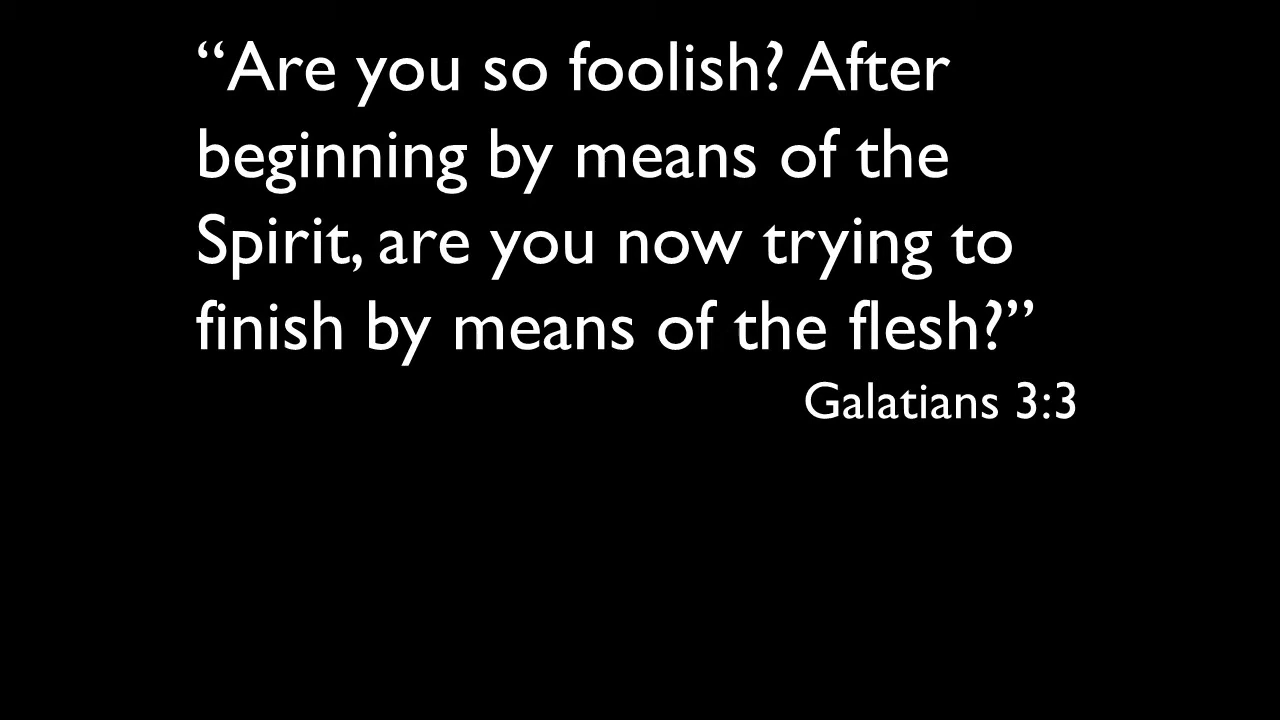 “Are you so foolish? After
beginning by means of the
Spirit, are you now trying to
finish by means of the flesh?”
Galatians 3:3